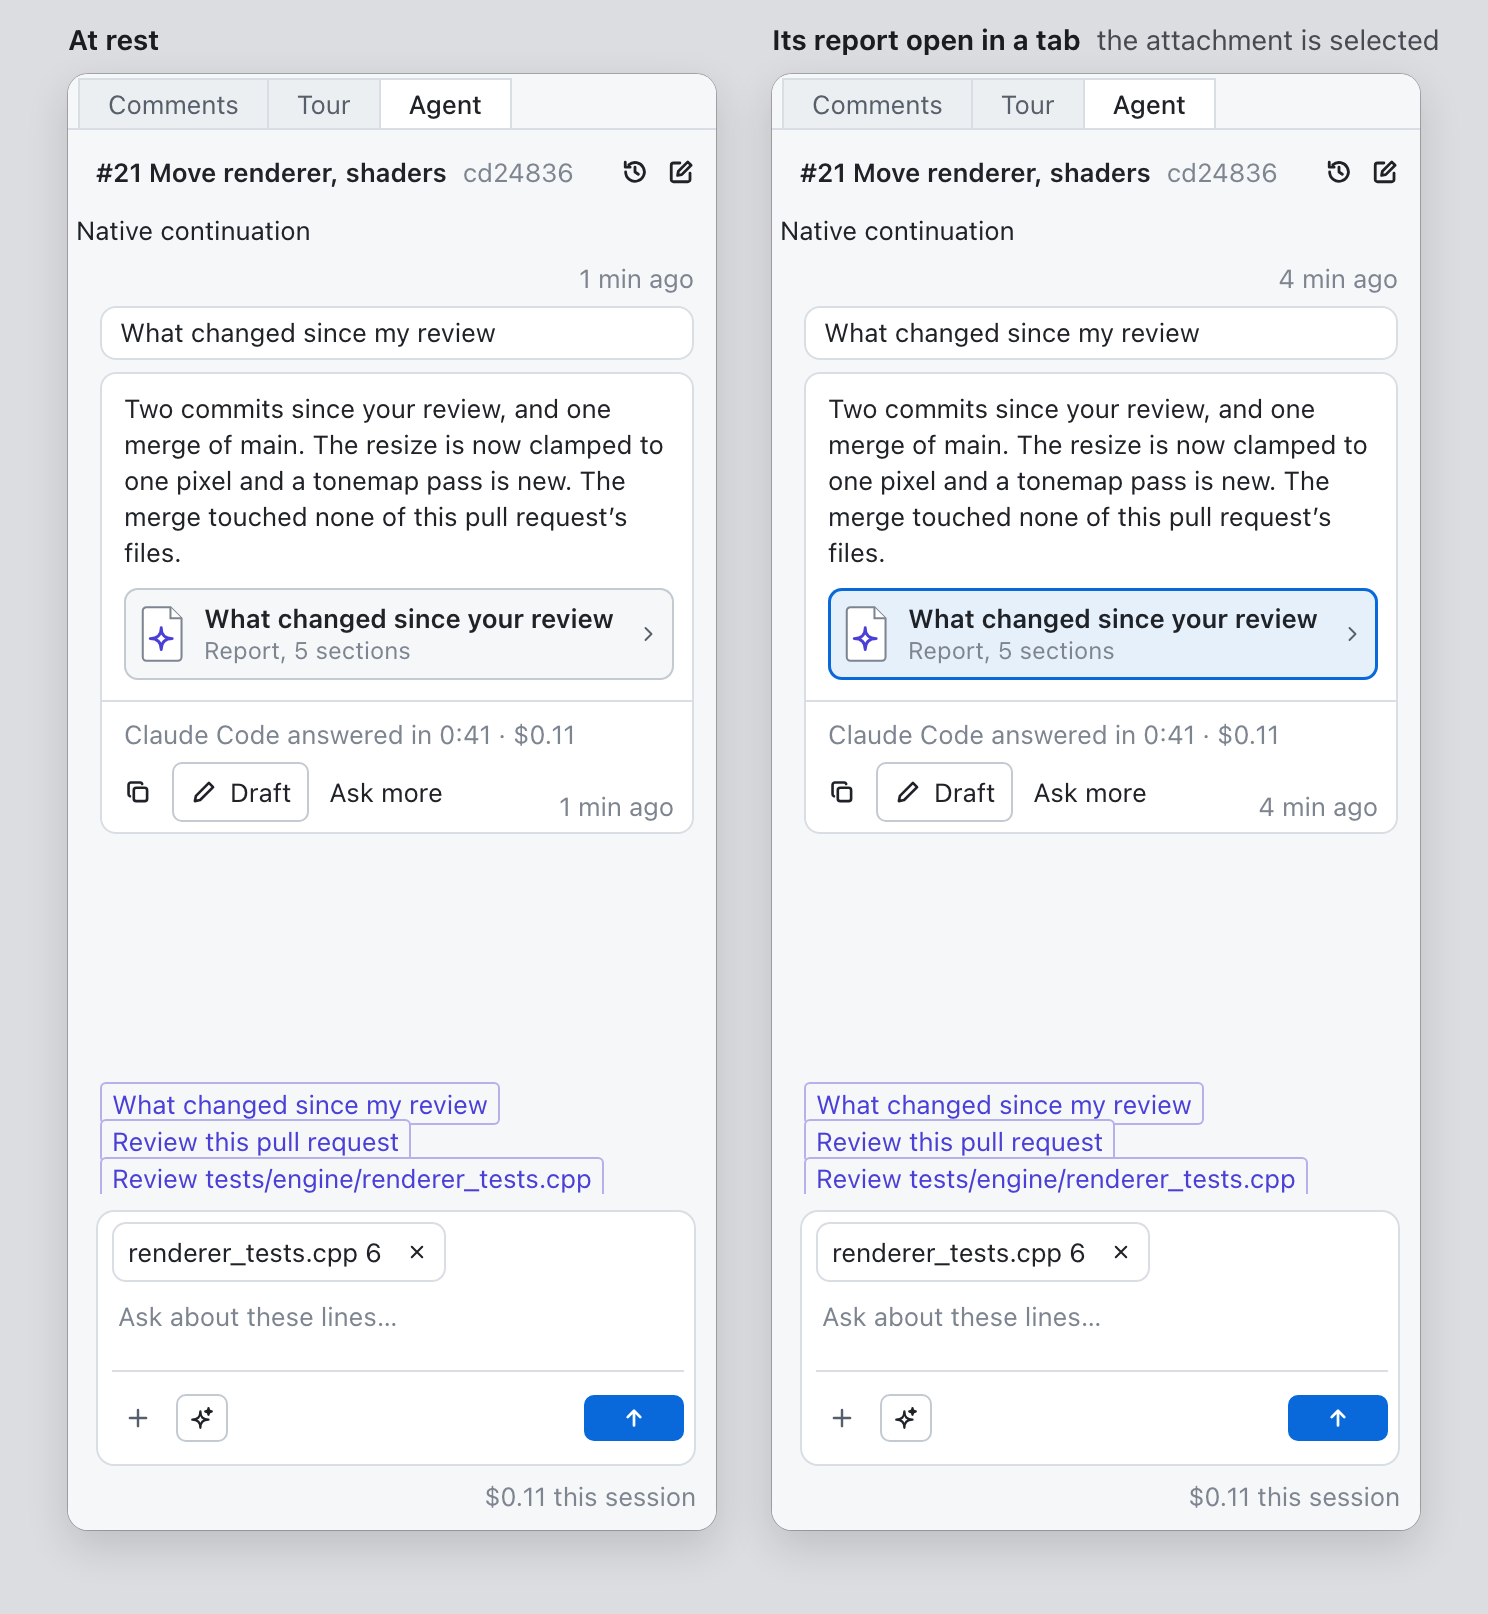 At rest
Comments Tour Agent
#21 Move renderer, shaders cd24836
Native continuation
1 min ago
What changed since my review
Two commits since your review, and one
merge of main. The resize is now clamped to
one pixel and a tonemap pass is new. The
merge touched none of this pull request’s
files.
What changed since your review
Report, 5 sections
Claude Code answered in 0:41 · $0.11
Draft Ask more 1 min ago
What changed since my review
Review this pull request
Review tests/engine/renderer_tests.cpp
renderer_tests.cpp 6 ×
Ask about these lines...
$0.11 this session
Its report open in a tab the attachment is selected
Comments Tour Agent
#21 Move renderer, shaders cd24836
Native continuation
4 min ago
What changed since my review
Two commits since your review, and one
merge of main. The resize is now clamped to
one pixel and a tonemap pass is new. The
merge touched none of this pull request’s
files.
What changed since your review
Report, 5 sections
Claude Code answered in 0:41 · $0.11
Draft Ask more 4 min ago
What changed since my review
Review this pull request
Review tests/engine/renderer_tests.cpp
renderer_tests.cpp 6 ×
Ask about these lines...
$0.11 this session